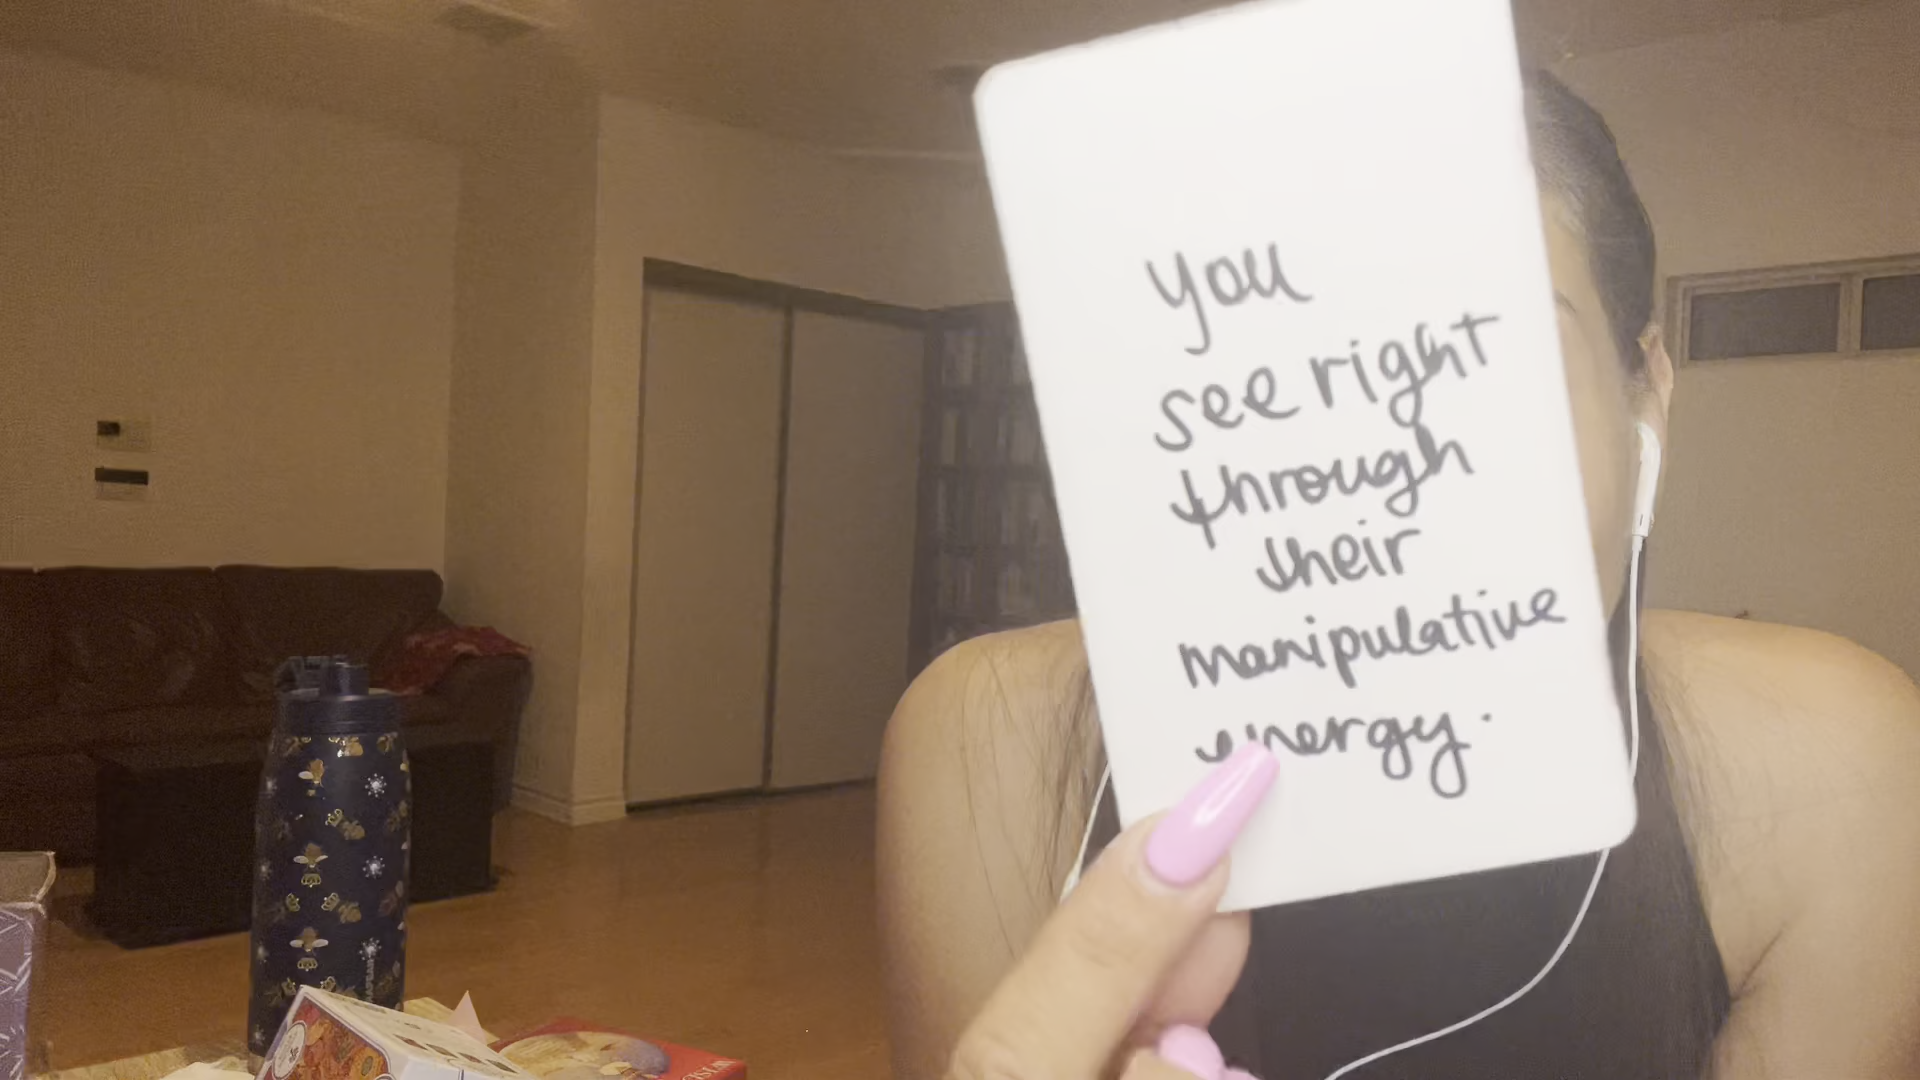 you
see right
through
their
manipulative
energy.